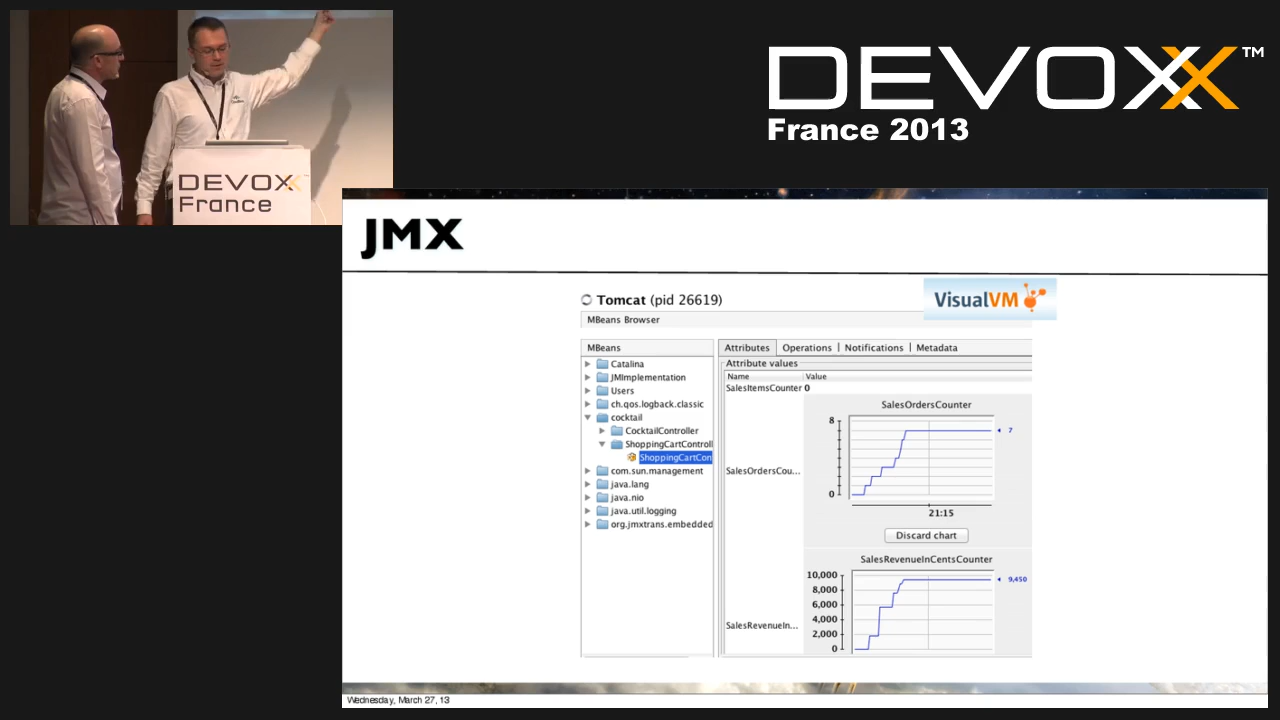 DEVOXX™
France 2013
DEVOXX
France
JMX
Tomcat (pid 26619)
VisualVM
MBeans Browser
MBeans
Attributes | Operations | Notifications | Metadata
Catalina
JMImplementation
Users
ch.qos.logback.classic
cocktail
CocktailController
ShoppingCartControll
ShoppingCartCon
com.sun.management
java.lang
java.nio
java.util.logging
org.jmxtrans.embedded
Attribute values
Name Value
SalesItemsCounter 0
SalesOrdersCou...
SalesOrdersCounter
8
0
7
21:15
Discard chart
SalesRevenueIn...
SalesRevenueInCentsCounter
10,000
8,000
6,000
4,000
2,000
0
9,450
Wednesday, March 27, 13